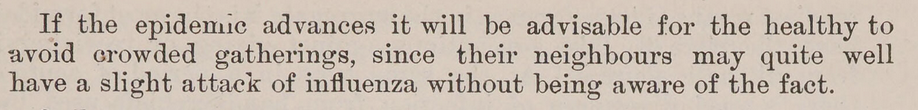 If the epidemic advances it will be advisable for the healthy to
avoid crowded gatherings, since their neighbours may quite well
have a slight attack of influenza without being aware of the fact.